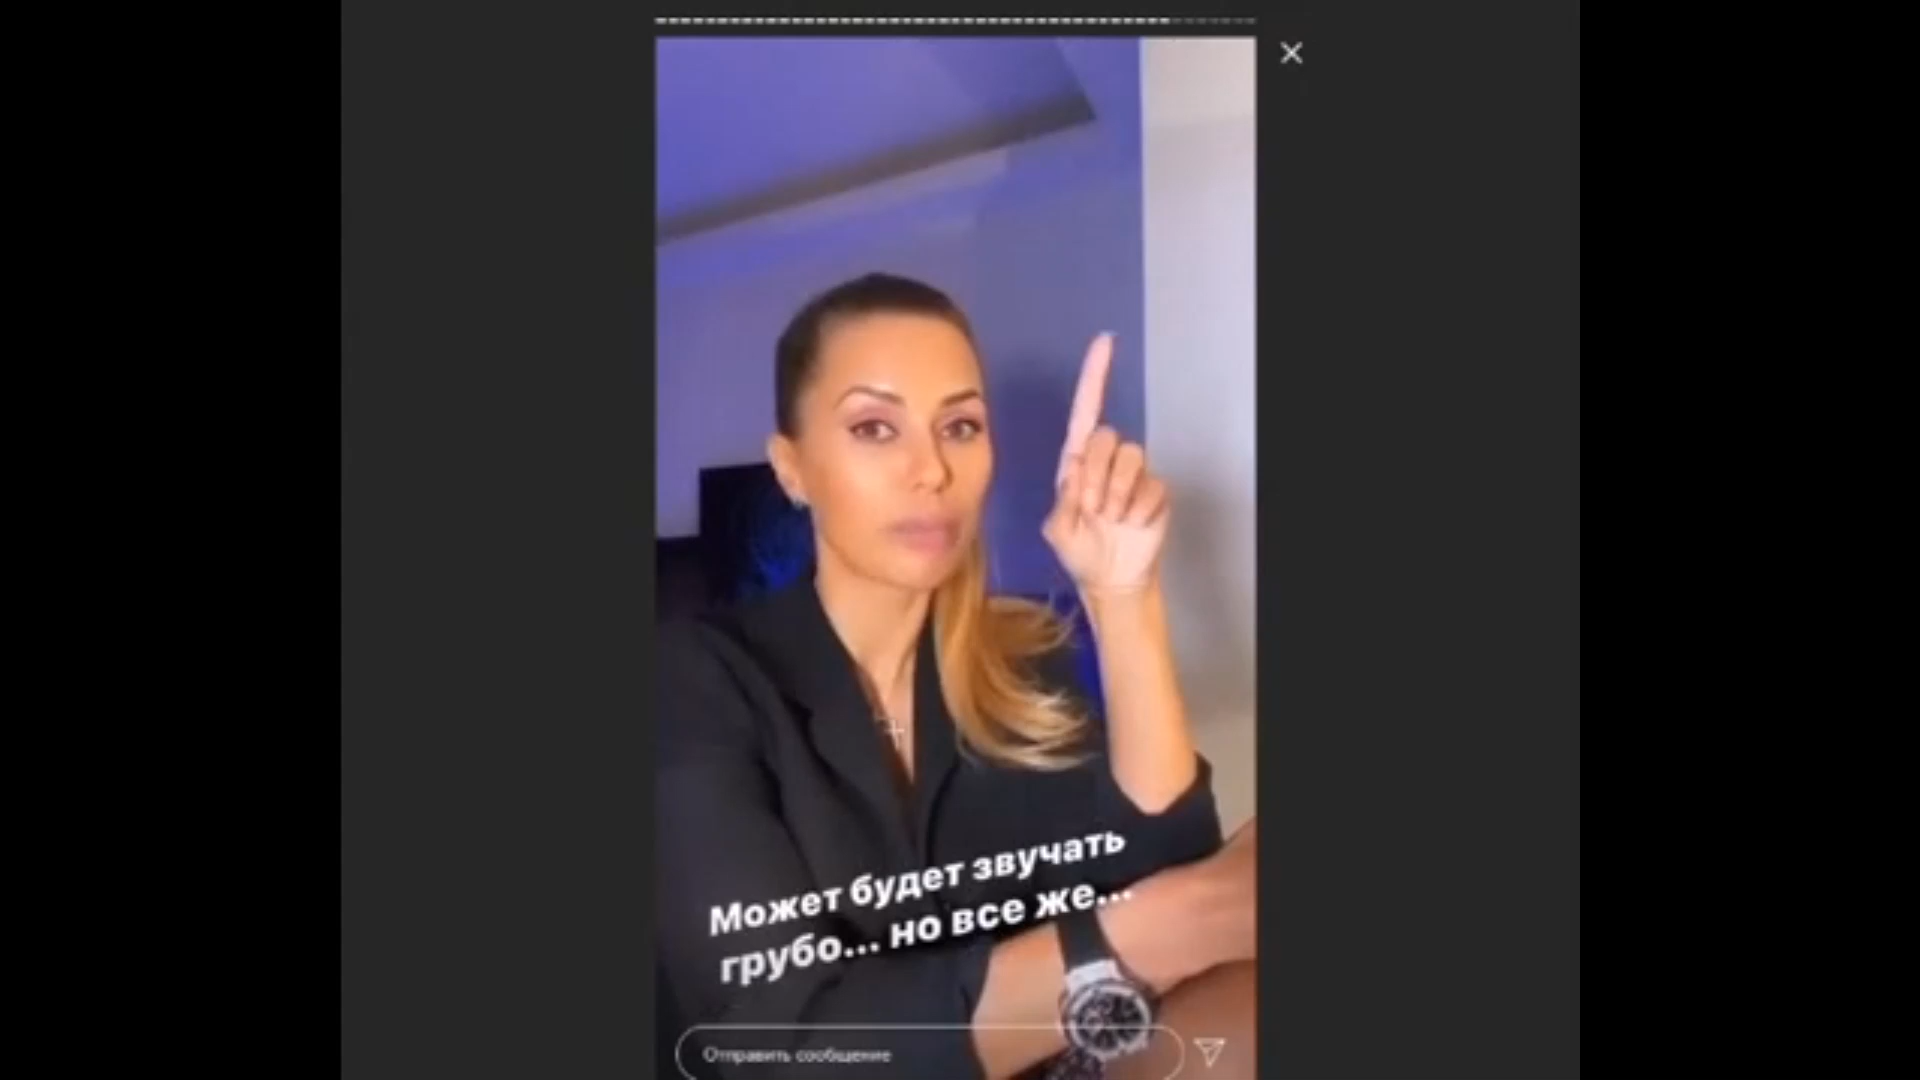 Может будет звучать
грубо... но все же...
Отправить сообщение